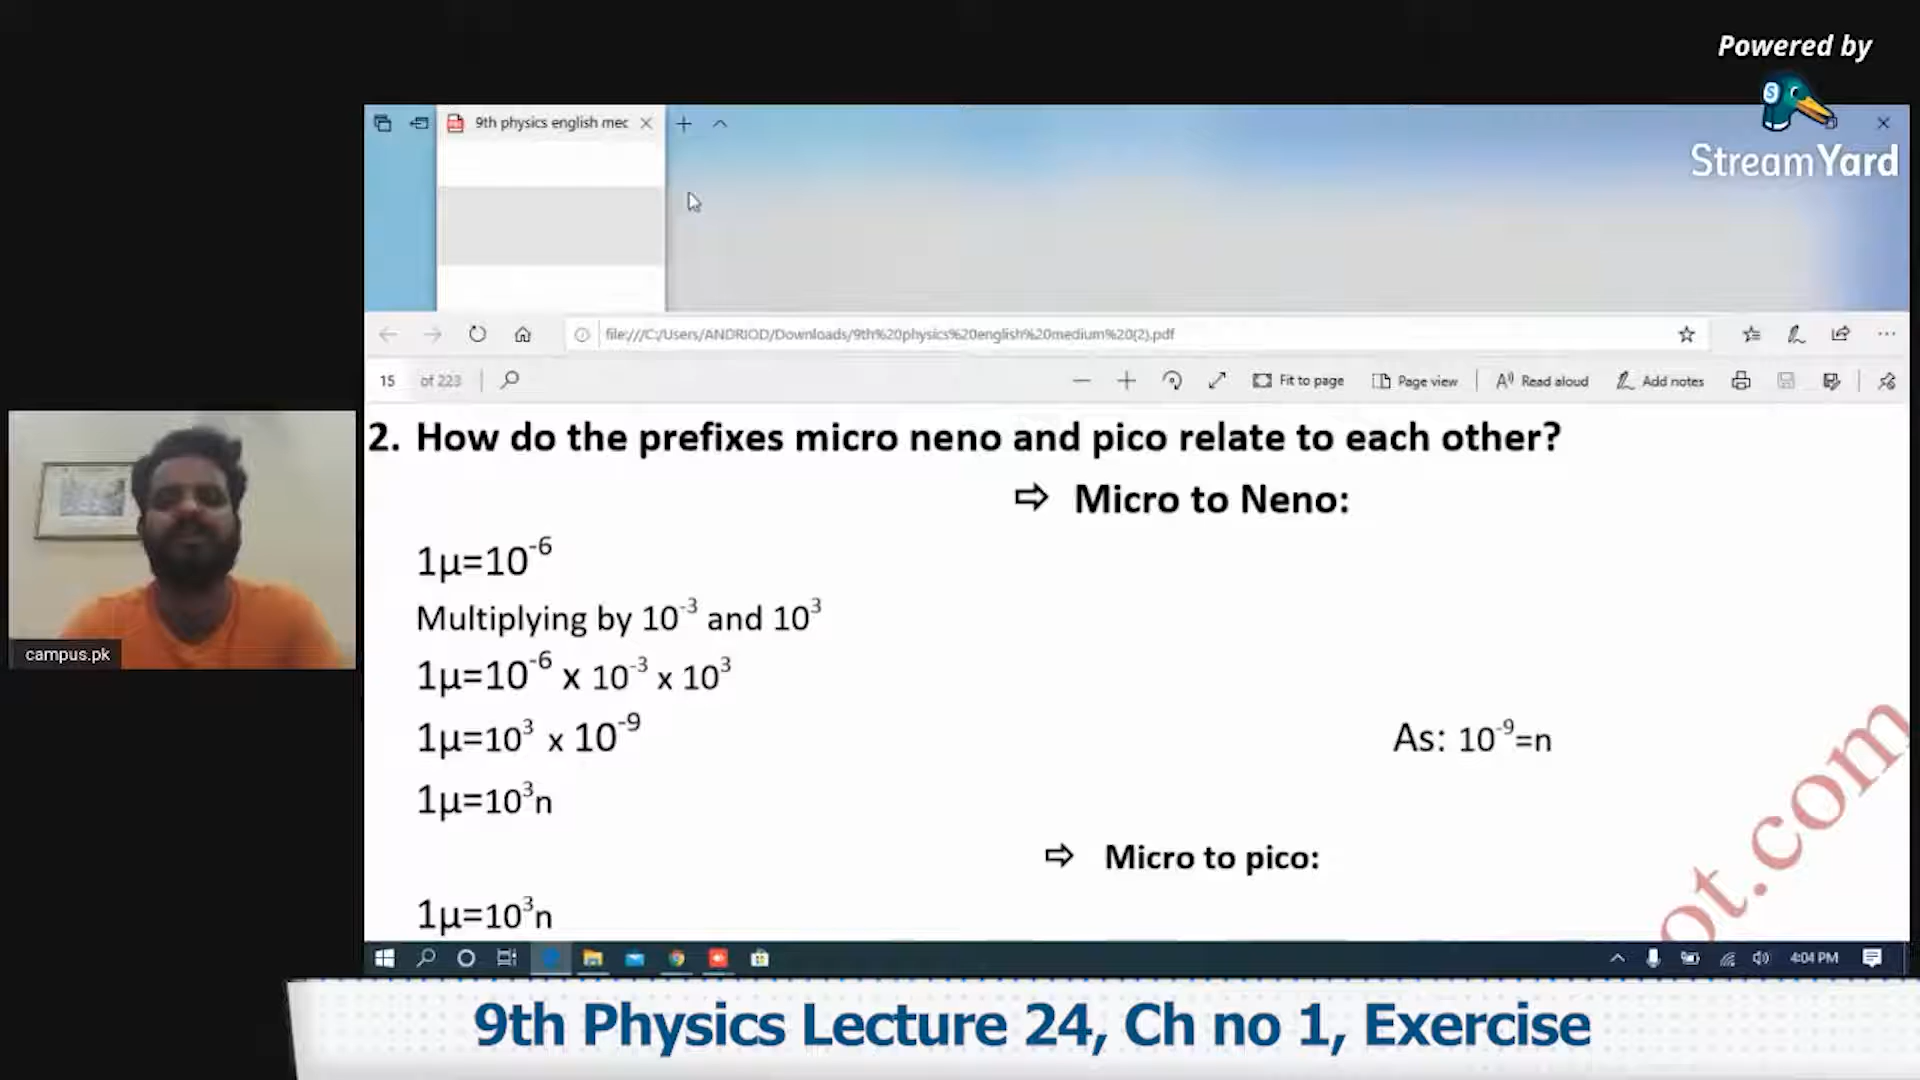 Powered by
StreamYard
9th physics english mec
file:///C:/Users/ANDRIOD/Downloads/9th%20physics%20english%20medium%20(2).pdf
15 of 223
Fit to page
Page view
Read aloud
Add notes
2. How do the prefixes micro neno and pico relate to each other?
⇨ Micro to Neno:
1μ=10⁻⁶
Multiplying by 10⁻³ and 10³
1μ=10⁻⁶ x 10⁻³ x 10³
1μ=10³ x 10⁻⁹ As: 10⁻⁹=n
1μ=10³n
⇨ Micro to pico:
1μ=10³n
ot.com
campus.pk
4:04 PM
9th Physics Lecture 24, Ch no 1, Exercise